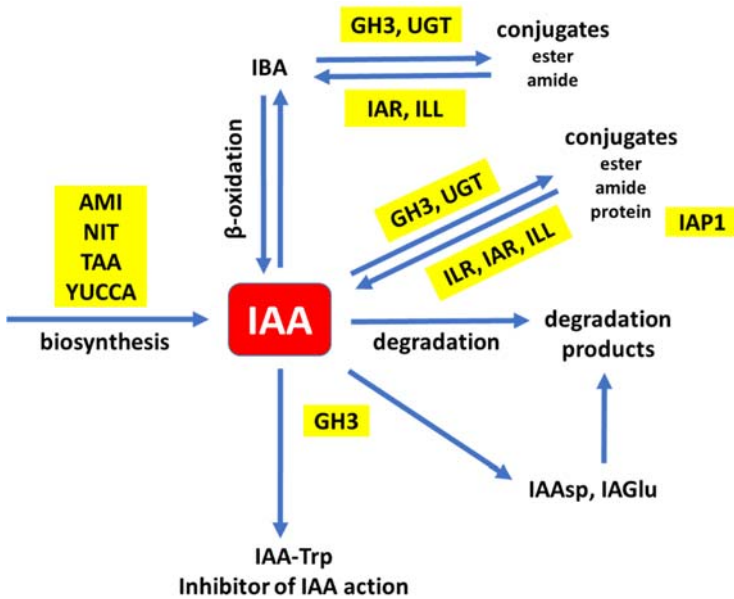 GH3, UGT
conjugates
ester
amide
IBA
IAR, ILL
β-oxidation
conjugates
ester
amide
protein
IAP1
GH3, UGT
ILR, IAR, ILL
AMI
NIT
TAA
YUCCA
biosynthesis
IAA
degradation
degradation
products
GH3
IAAsp, IAGlu
IAA-Trp
Inhibitor of IAA action